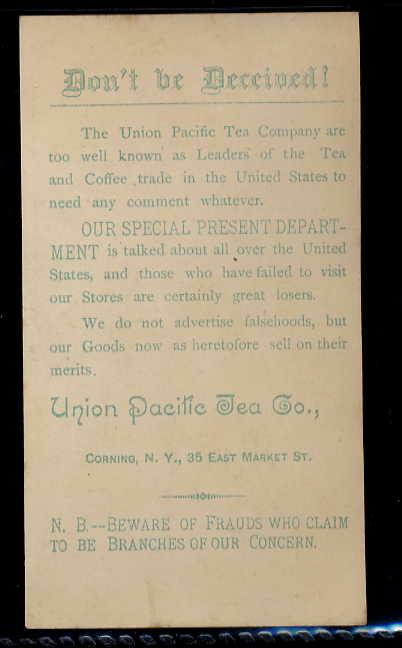 Don't be Deceived!
The Union Pacific Tea Company are
too well known as Leaders of the Tea
and Coffee trade in the United States to
need any comment whatever.
OUR SPECIAL PRESENT DEPART-
MENT is talked about all over the United
States, and those who have failed to visit
our Stores are certainly great losers.
We do not advertise falsehoods, but
our Goods now as heretofore sell on their
merits.
Union Pacific Tea Co.,
CORNING, N. Y., 35 EAST MARKET ST.
N. B.--BEWARE OF FRAUDS WHO CLAIM
TO BE BRANCHES OF OUR CONCERN.